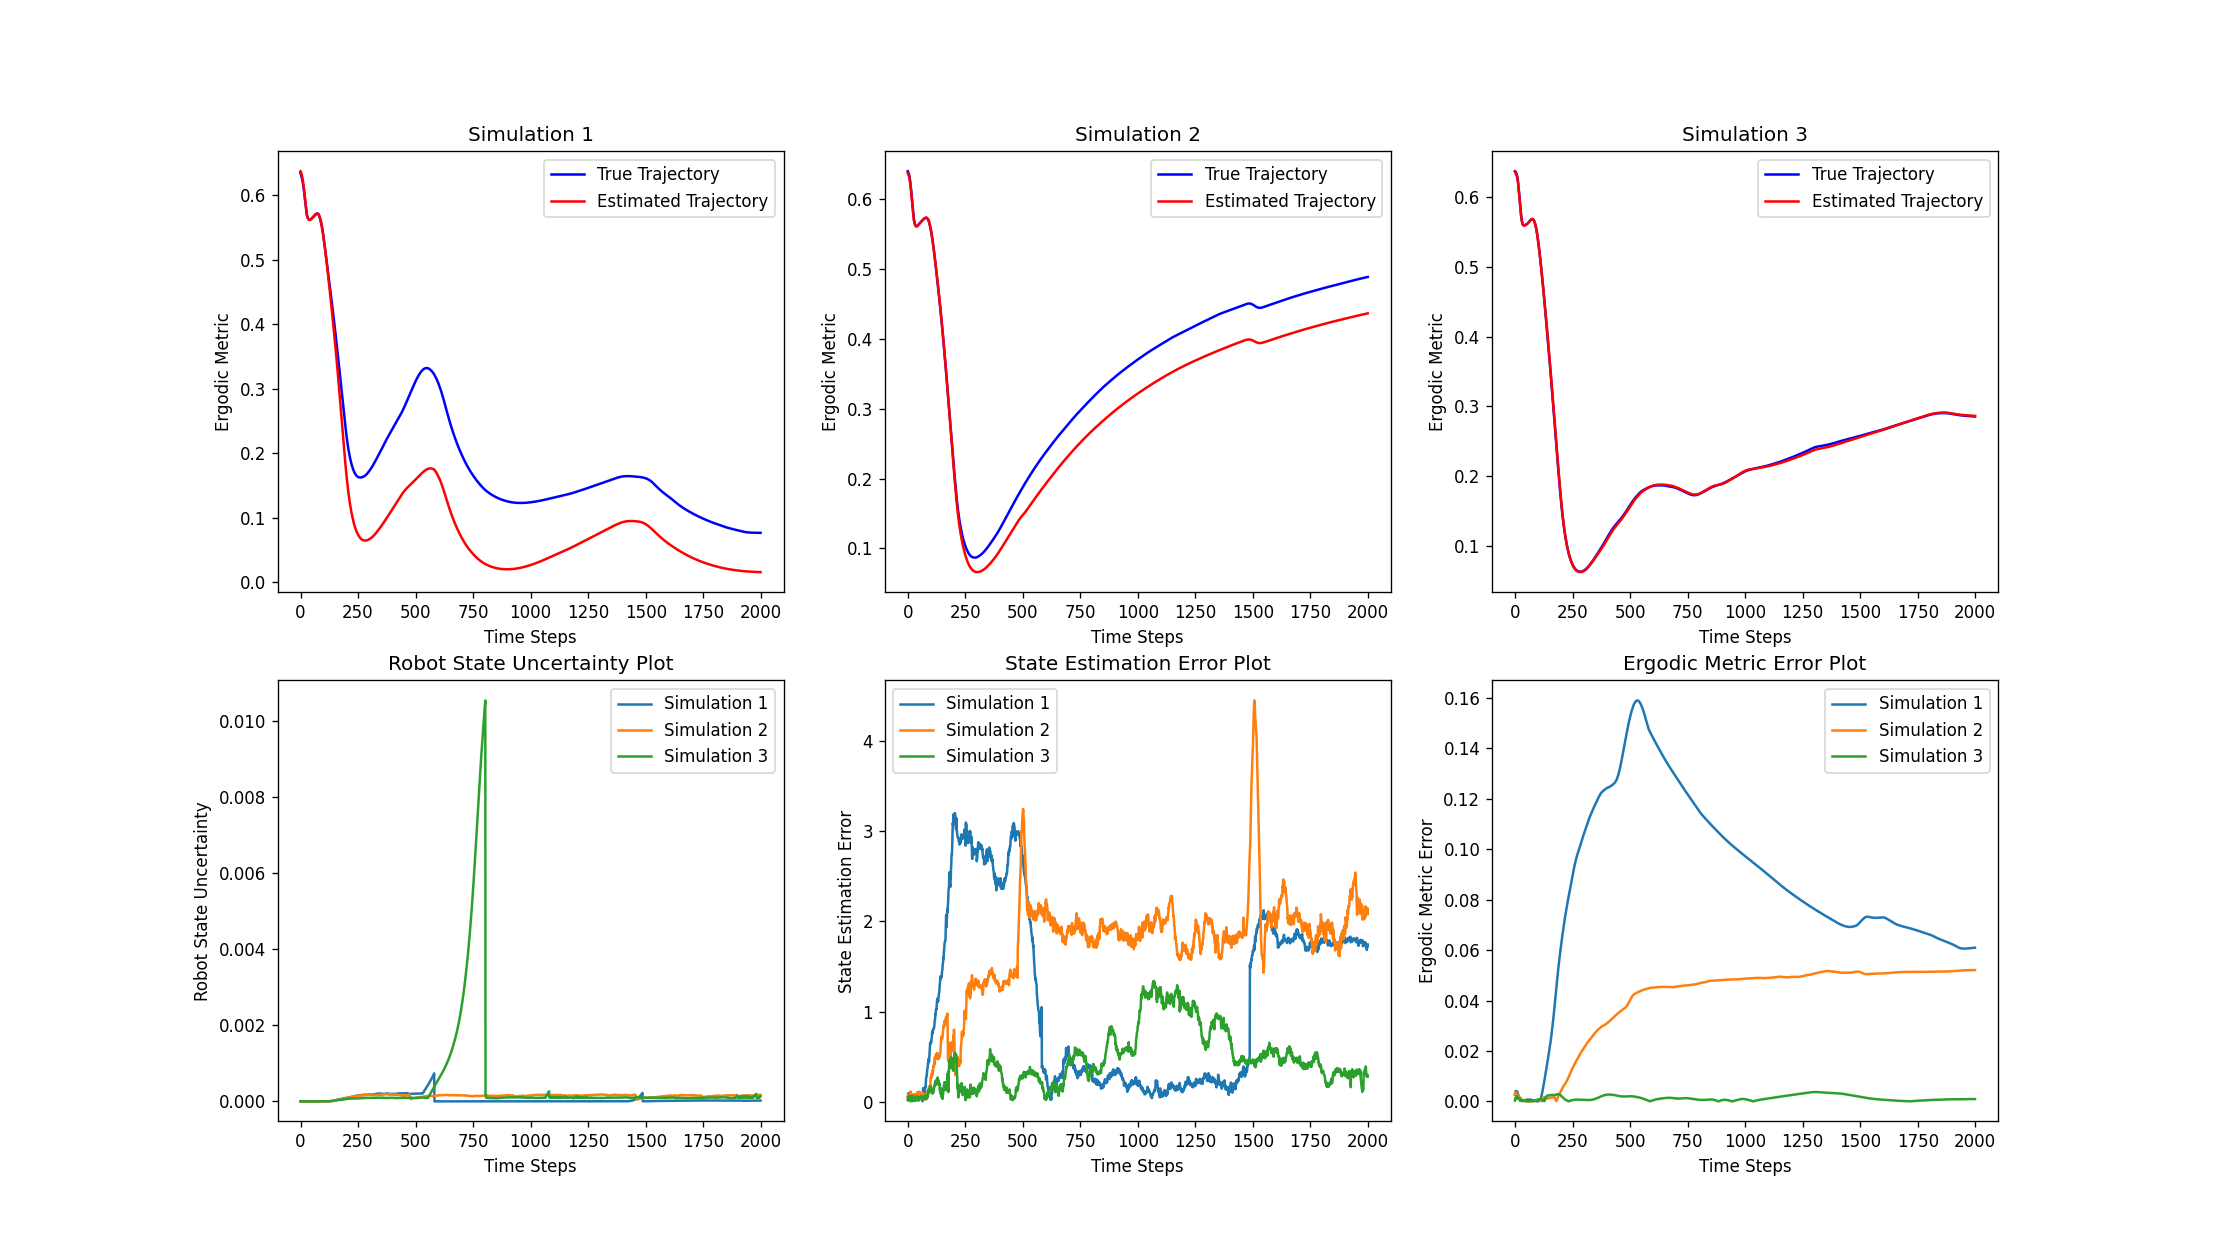 Simulation 1
True Trajectory
Estimated Trajectory
Ergodic Metric
0.6
0.5
0.4
0.3
0.2
0.1
0.0
0 250 500 750 1000 1250 1500 1750 2000
Time Steps
Simulation 2
True Trajectory
Estimated Trajectory
Ergodic Metric
0.6
0.5
0.4
0.3
0.2
0.1
0 250 500 750 1000 1250 1500 1750 2000
Time Steps
Simulation 3
True Trajectory
Estimated Trajectory
Ergodic Metric
0.6
0.5
0.4
0.3
0.2
0.1
0 250 500 750 1000 1250 1500 1750 2000
Time Steps
Robot State Uncertainty Plot
Simulation 1
Simulation 2
Simulation 3
Robot State Uncertainty
0.010
0.008
0.006
0.004
0.002
0.000
0 250 500 750 1000 1250 1500 1750 2000
Time Steps
State Estimation Error Plot
Simulation 1
Simulation 2
Simulation 3
State Estimation Error
4
3
2
1
0
0 250 500 750 1000 1250 1500 1750 2000
Time Steps
Ergodic Metric Error Plot
Simulation 1
Simulation 2
Simulation 3
Ergodic Metric Error
0.16
0.14
0.12
0.10
0.08
0.06
0.04
0.02
0.00
0 250 500 750 1000 1250 1500 1750 2000
Time Steps